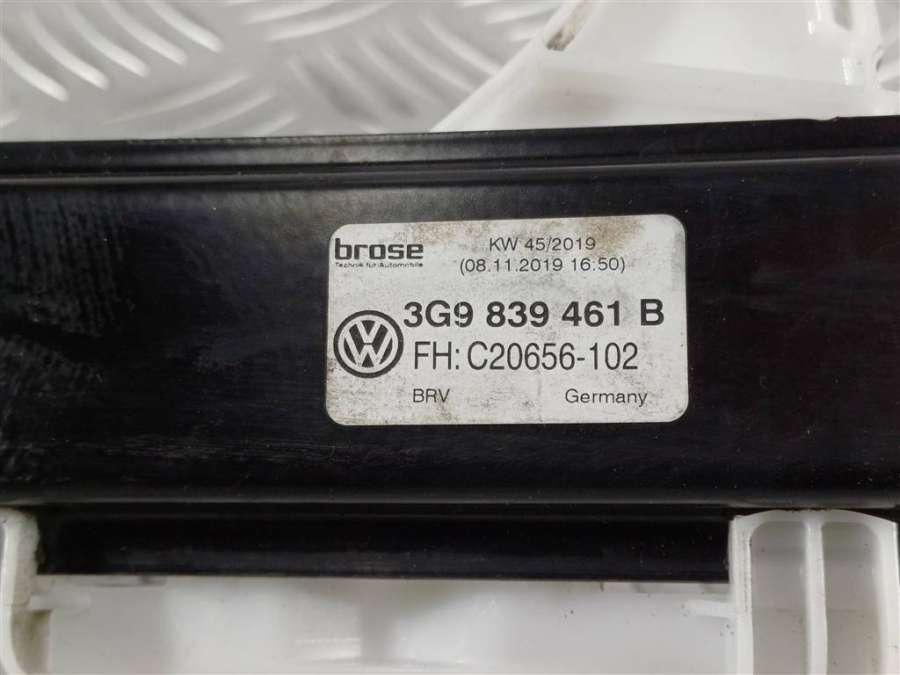 brose
Technik für Automobile
KW 45/2019
(08.11.2019 16.50)
3G9 839 461 B
FH: C20656-102
BRV Germany